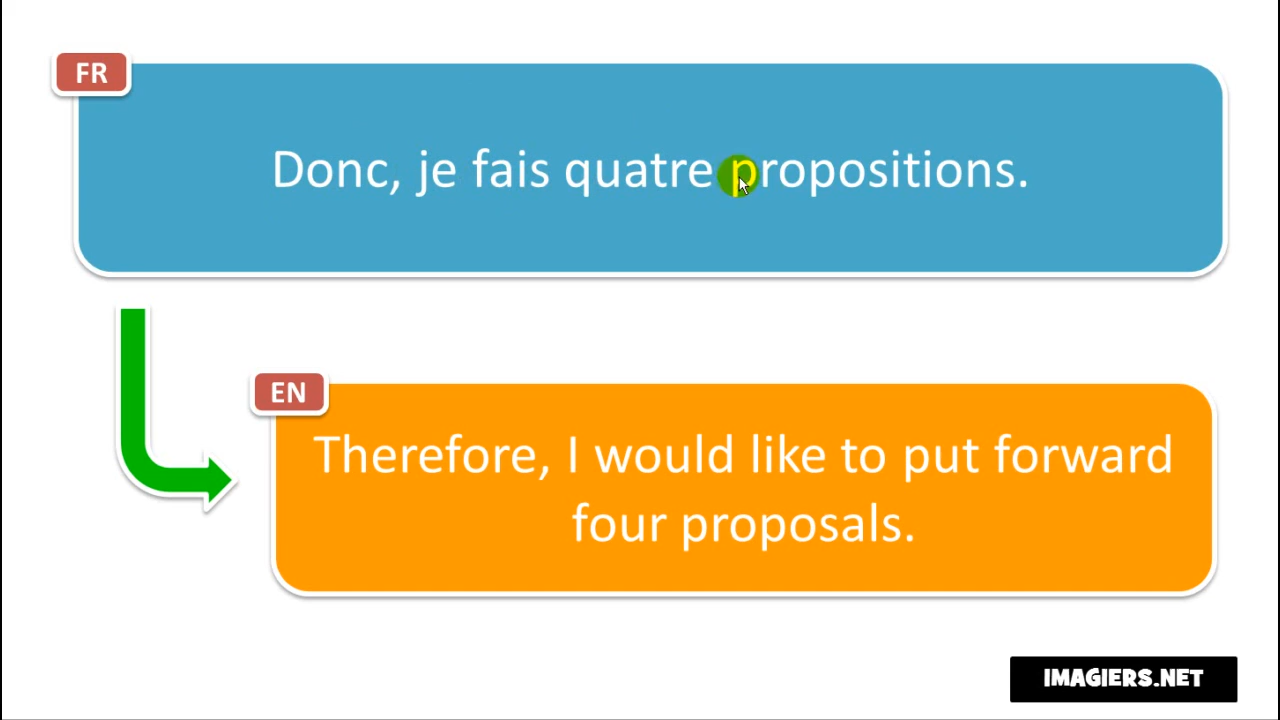 FR
Donc, je fais quatre propositions.
EN
Therefore, I would like to put forward
four proposals.
IMAGIERS.NET